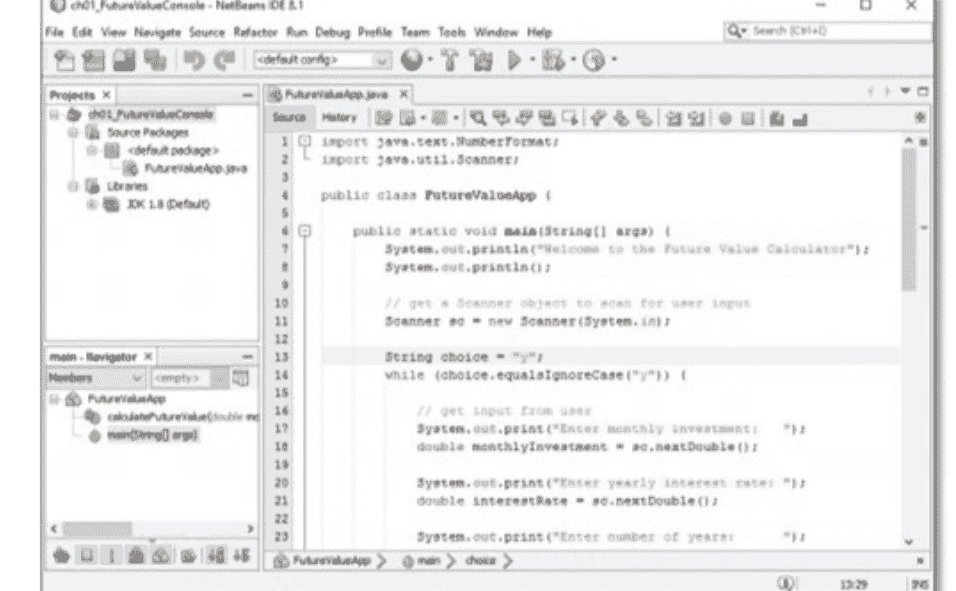 ch01_FutureValueConsole - NetBeans IDE 8.1
File Edit View Navigate Source Refactor Run Debug Profile Team Tools Window Help
Search (Ctrl+I)
<default config>
Projects X
ch01_FutureValueConsole
Source Packages
<default package>
FutureValueApp.java
Libraries
JDK 1.8 (Default)
main - Navigator X
Members <empty>
FutureValueApp
calculateFutureValue(double mo
main(String[] args)
FutureValueApp.java X
Source History
1 import java.text.NumberFormat;
2 import java.util.Scanner;
3
4 public class FutureValueApp {
5
6 public static void main(String[] args) {
7 System.out.println("Welcome to the Future Value Calculator");
8 System.out.println();
9
10 // get a Scanner object to scan for user input
11 Scanner sc = new Scanner(System.in);
12
13 String choice = "y";
14 while (choice.equalsIgnoreCase("y")) {
15
16 // get input from user
17 System.out.print("Enter monthly investment:   ");
18 double monthlyInvestment = sc.nextDouble();
19
20 System.out.print("Enter yearly interest rate: ");
21 double interestRate = sc.nextDouble();
22
23 System.out.print("Enter number of years:      ");
FutureValueApp main choice
13:29 INS